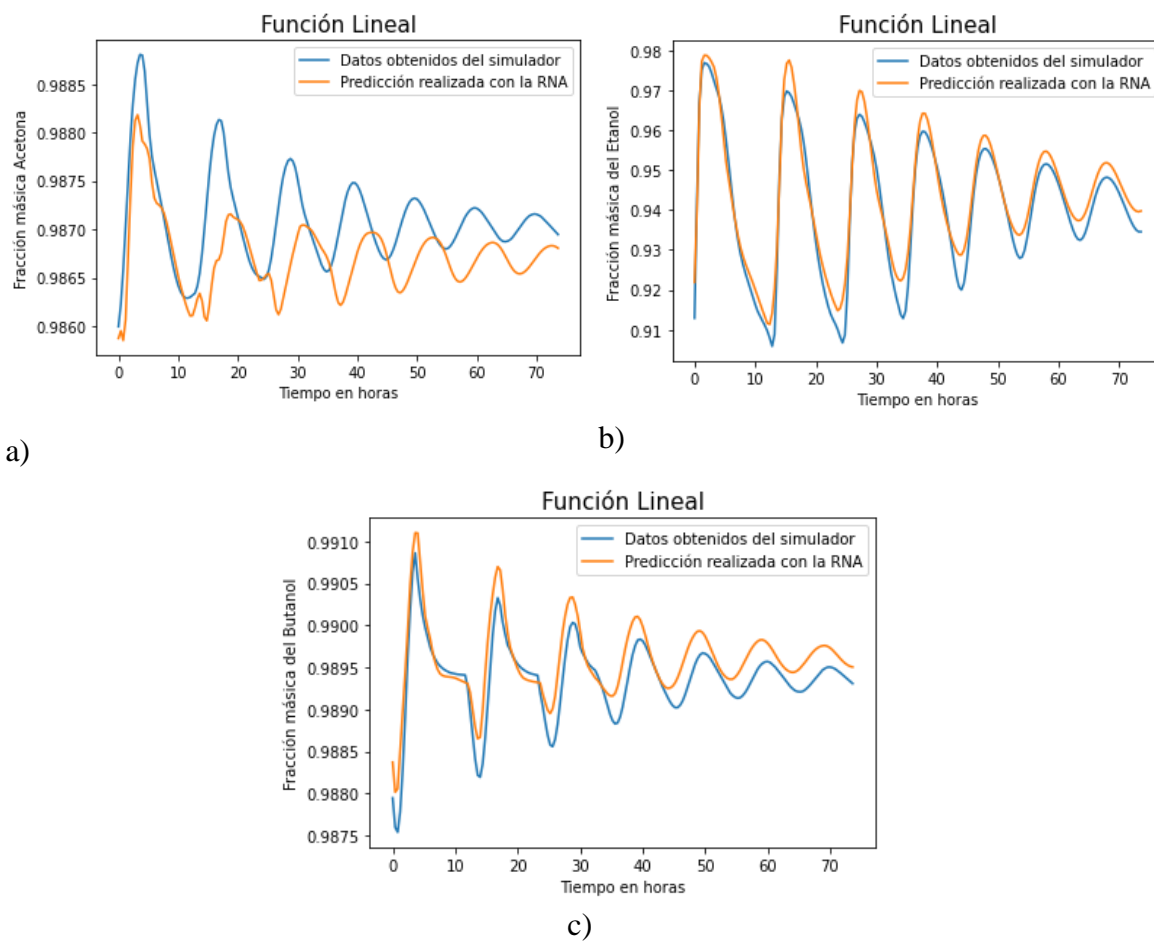 Función Lineal
Datos obtenidos del simulador
Predicción realizada con la RNA
Fracción másica Acetona
0.9885
0.9880
0.9875
0.9870
0.9865
0.9860
0 10 20 30 40 50 60 70
Tiempo en horas
a)
Función Lineal
Datos obtenidos del simulador
Predicción realizada con la RNA
Fracción másica del Etanol
0.98
0.97
0.96
0.95
0.94
0.93
0.92
0.91
0 10 20 30 40 50 60 70
Tiempo en horas
b)
Función Lineal
Datos obtenidos del simulador
Predicción realizada con la RNA
Fracción másica del Butanol
0.9910
0.9905
0.9900
0.9895
0.9890
0.9885
0.9880
0.9875
0 10 20 30 40 50 60 70
Tiempo en horas
c)